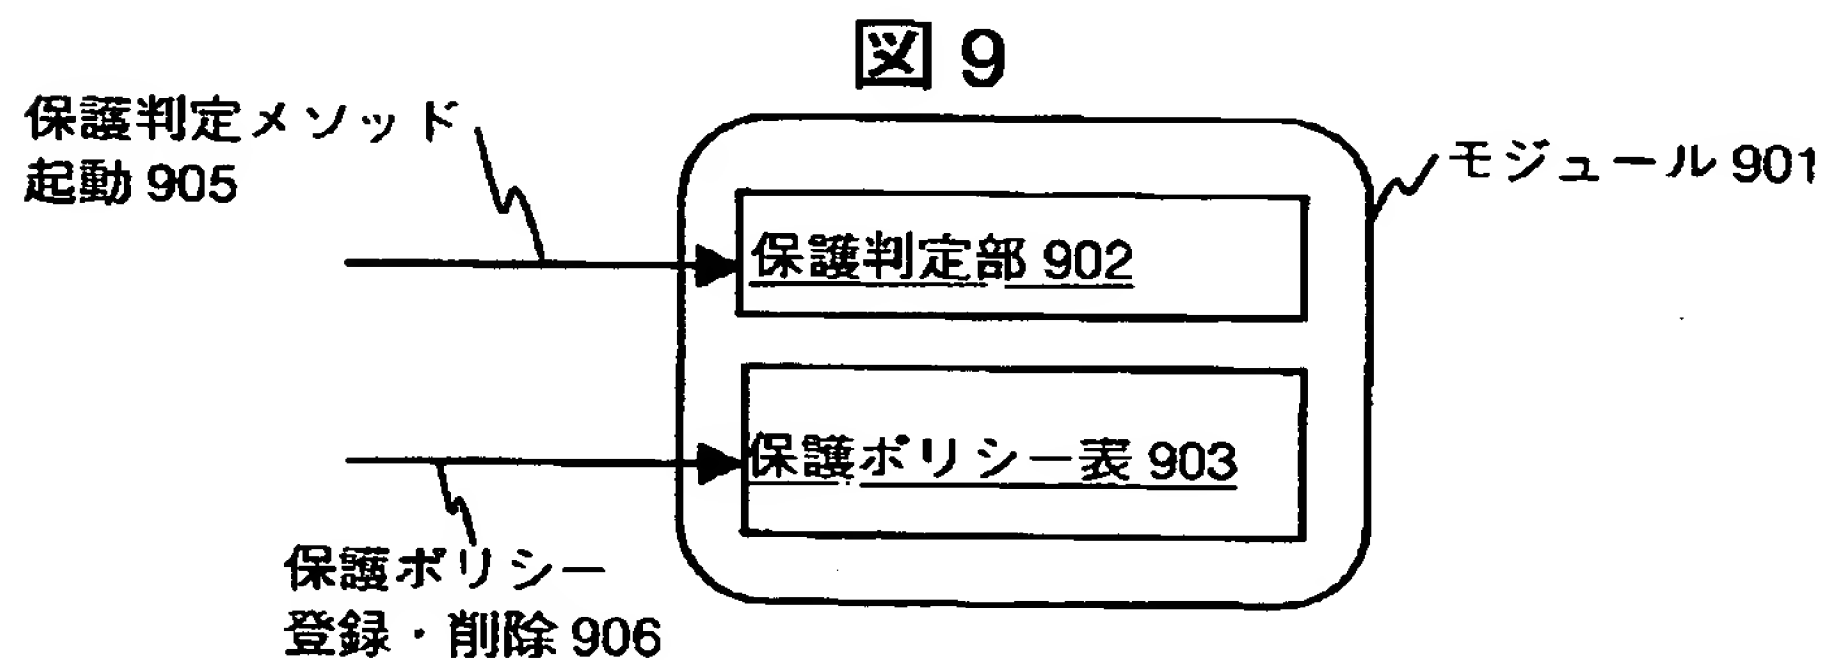 図9
保護判定メソッド
起動 905
モジュール 901
保護判定部 902
保護ポリシー表 903
保護ポリシー
登録・削除 906